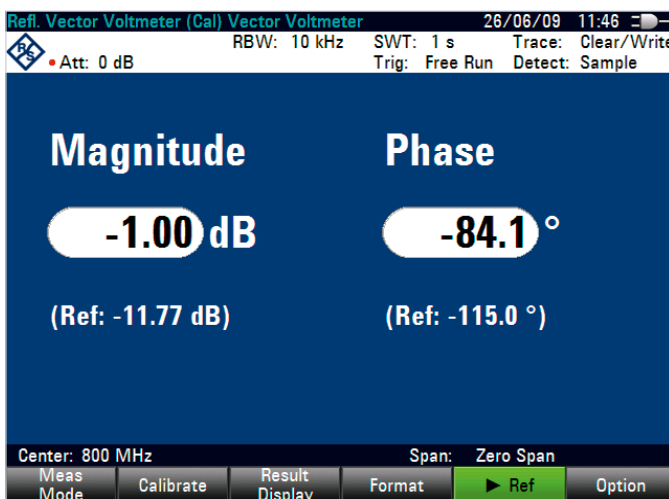 Refl. Vector Voltmeter (Cal) Vector Voltmeter 26/06/09 11:46
R&S RBW: 10 kHz SWT: 1 s Trace: Clear/Write
• Att: 0 dB Trig: Free Run Detect: Sample
Magnitude Phase
-1.00 dB -84.1 °
(Ref: -11.77 dB) (Ref: -115.0 °)
Center: 800 MHz Span: Zero Span
Meas Mode Calibrate Result Display Format ► Ref Option